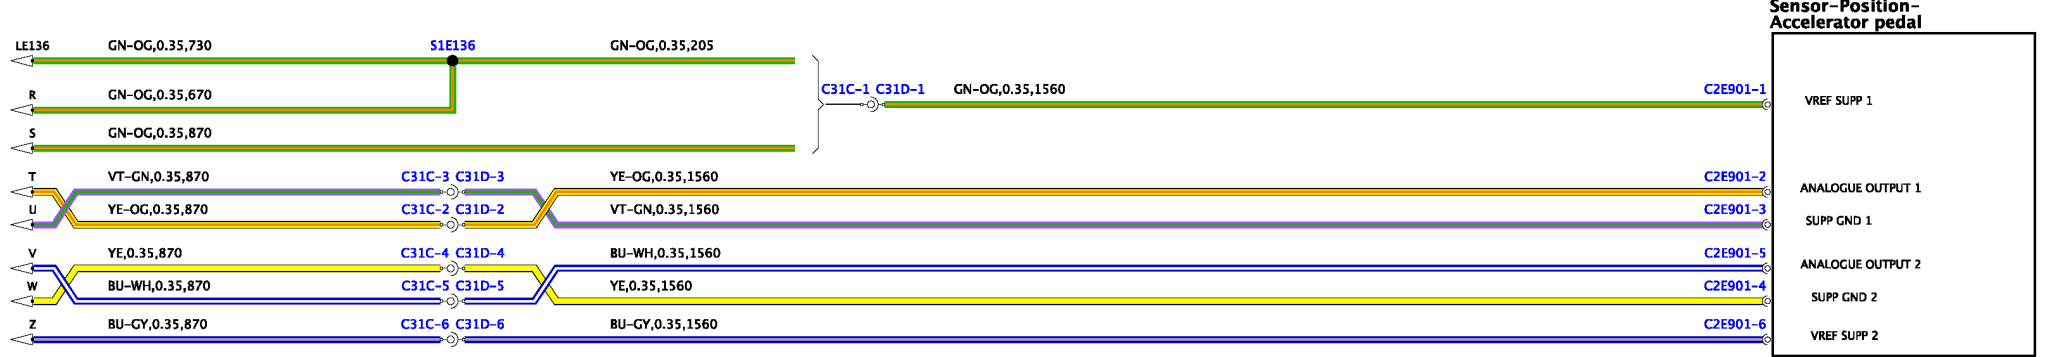 Sensor-Position-
Accelerator pedal
LE136 GN-OG,0.35,730 S1E136 GN-OG,0.35,205
C31C-1 C31D-1 GN-OG,0.35,1560 C2E901-1 VREF SUPP 1
R GN-OG,0.35,670
S GN-OG,0.35,870
T VT-GN,0.35,870 C31C-3 C31D-3 YE-OG,0.35,1560 C2E901-2 ANALOGUE OUTPUT 1
U YE-OG,0.35,870 C31C-2 C31D-2 VT-GN,0.35,1560 C2E901-3 SUPP GND 1
V YE,0.35,870 C31C-4 C31D-4 BU-WH,0.35,1560 C2E901-5 ANALOGUE OUTPUT 2
W BU-WH,0.35,870 C31C-5 C31D-5 YE,0.35,1560 C2E901-4 SUPP GND 2
Z BU-GY,0.35,870 C31C-6 C31D-6 BU-GY,0.35,1560 C2E901-6 VREF SUPP 2